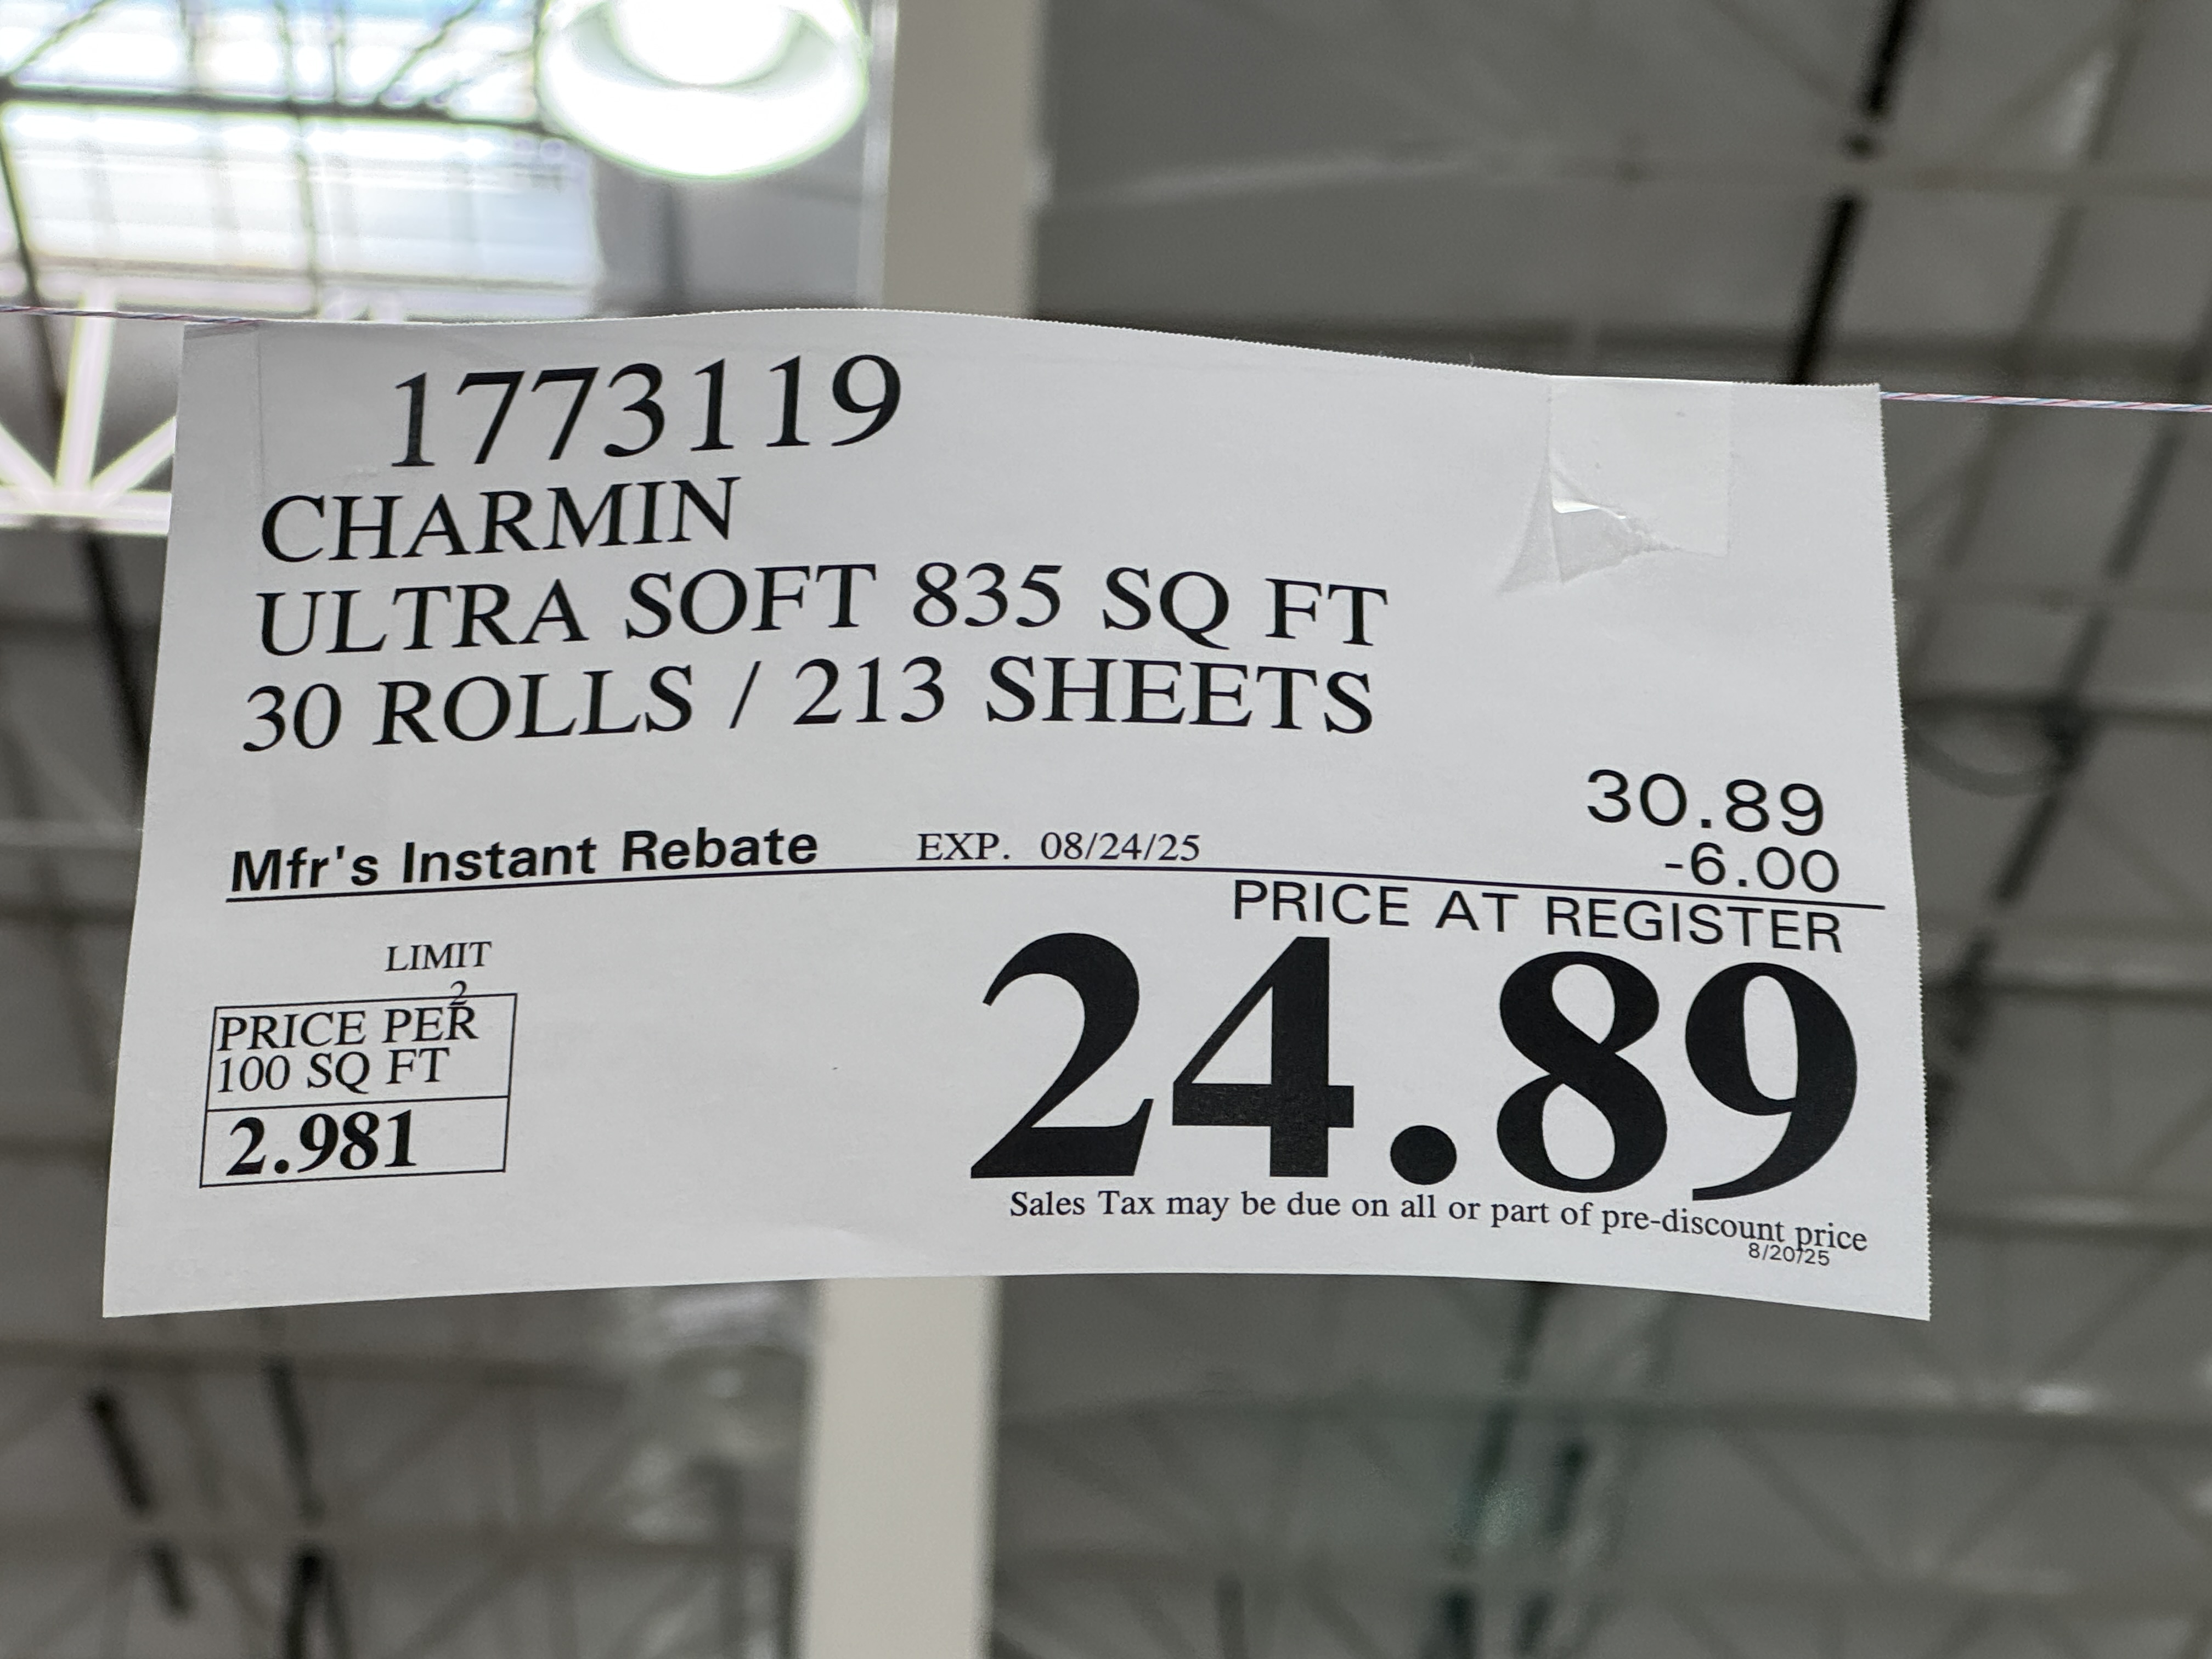 1773119
CHARMIN
ULTRA SOFT 835 SQ FT
30 ROLLS / 213 SHEETS
30.89
Mfr's Instant Rebate EXP. 08/24/25 -6.00
PRICE AT REGISTER
24.89
LIMIT
2
PRICE PER
100 SQ FT
2.981
Sales Tax may be due on all or part of pre-discount price
8/20/25